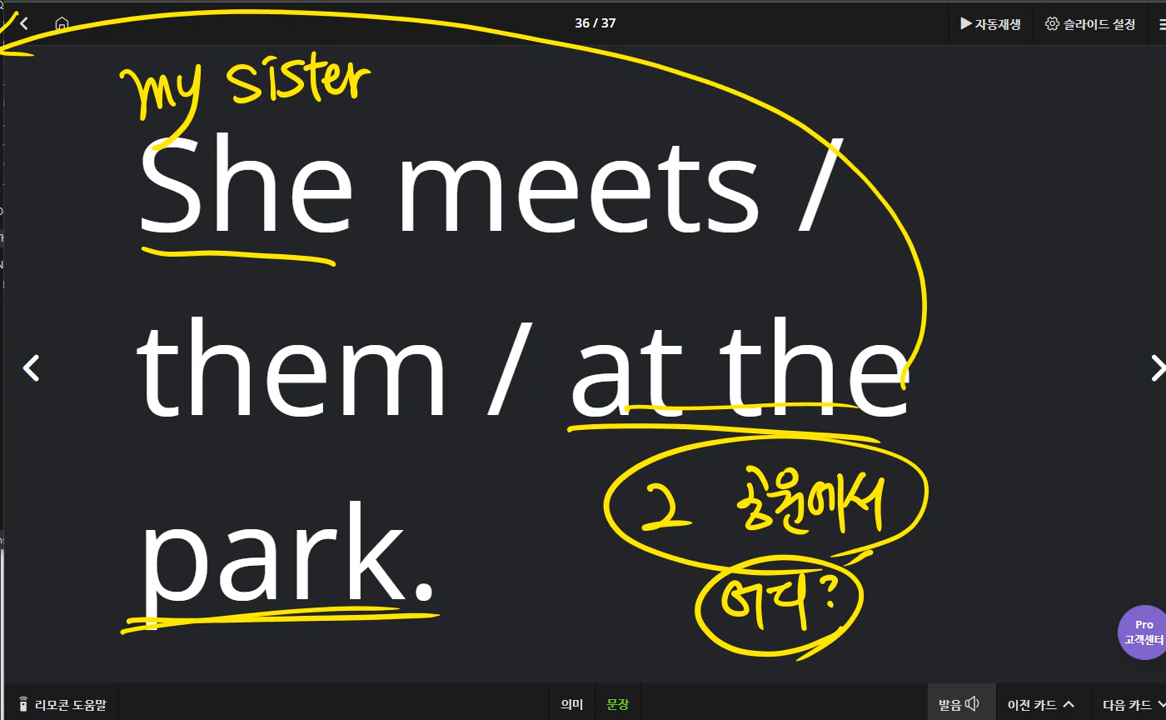 36 / 37
자동재생
슬라이드 설정
my sister
She meets /
them / at the
park.
그 공원에서
어디?
Pro
고객센터
리모콘 도움말
의미
문장
발음
이전 카드
다음 카드